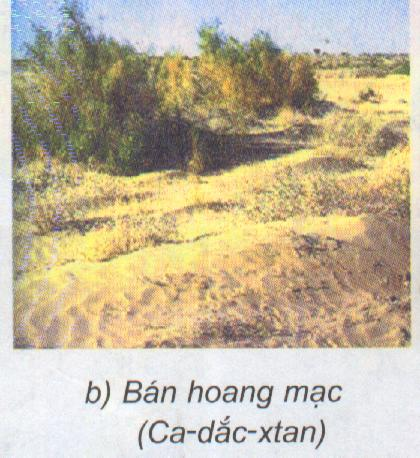 b) Bán hoang mạc
(Ca-dắc-xtan)